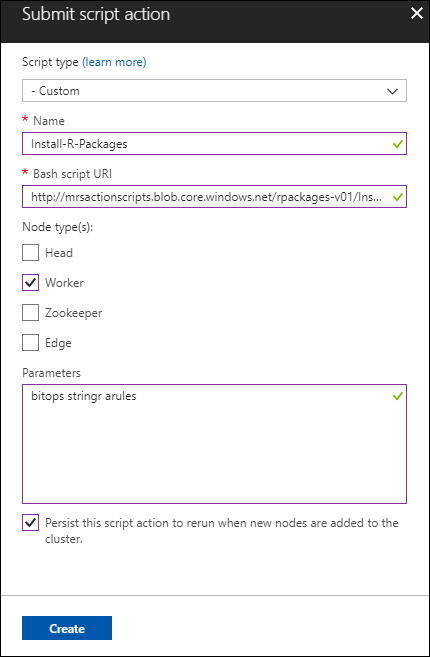 Submit script action
Script type (learn more)
- Custom
* Name
Install-R-Packages
* Bash script URI
http://mrsactionscripts.blob.core.windows.net/rpackages-v01/Ins...
Node type(s):
Head
Worker
Zookeeper
Edge
Parameters
bitops stringr arules
Persist this script action to rerun when new nodes are added to the
cluster.
Create